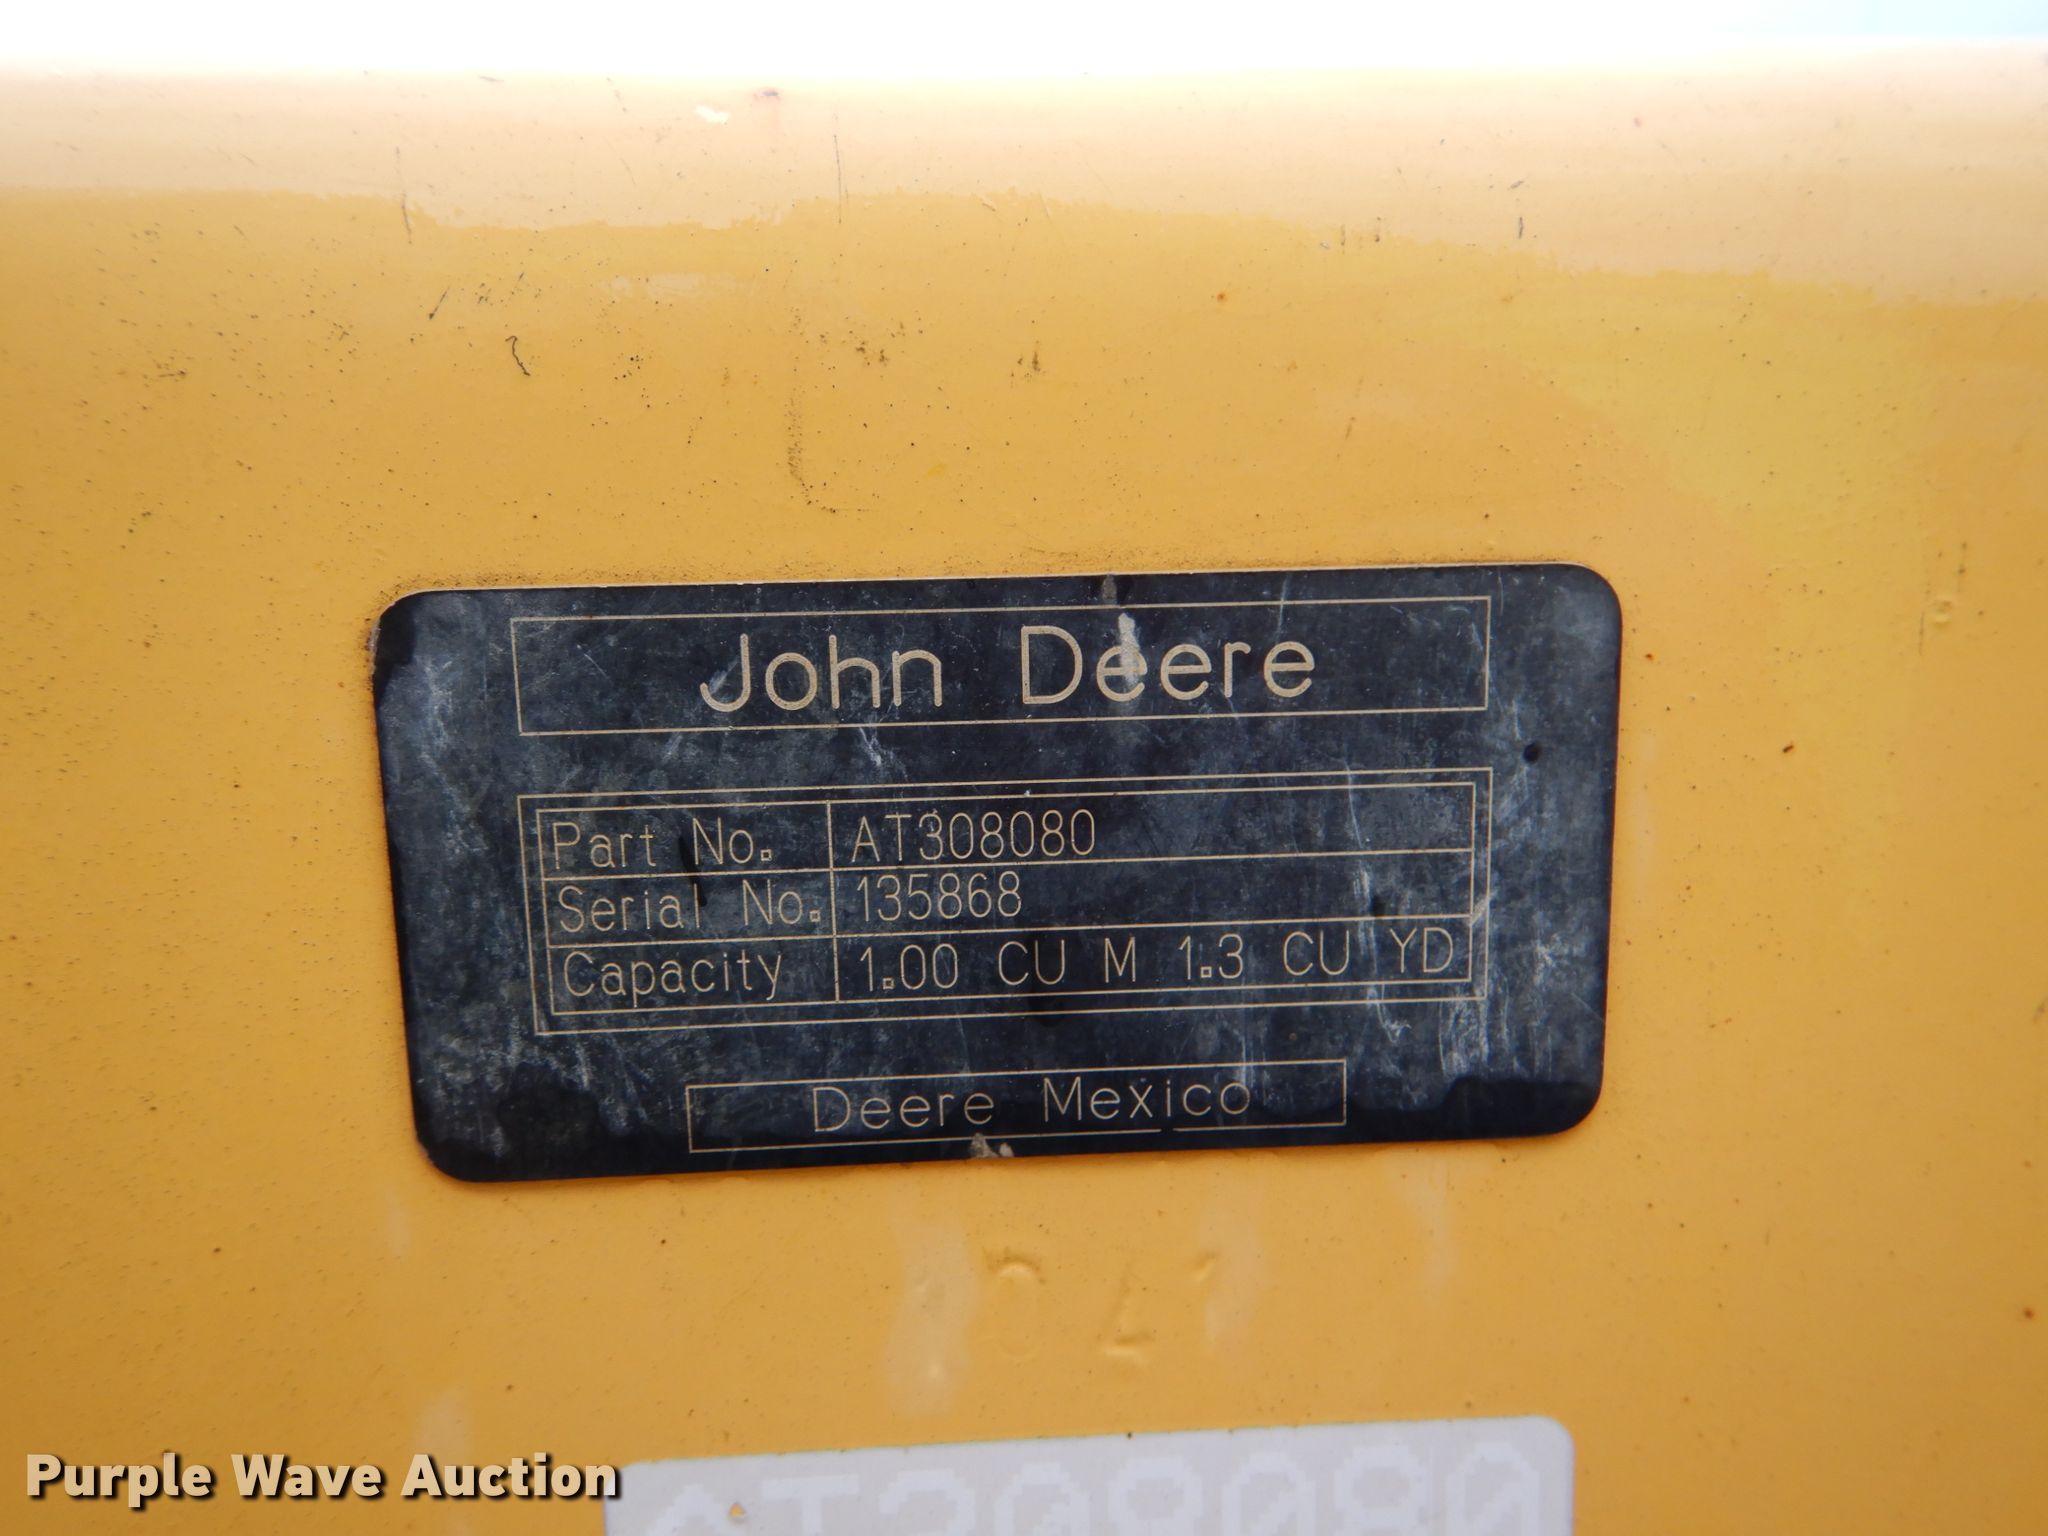 John Deere
Part No. AT308080
Serial No. 135868
Capacity 1.00 CU M 1.3 CU YD
Deere Mexico
AT308080
Purple Wave Auction